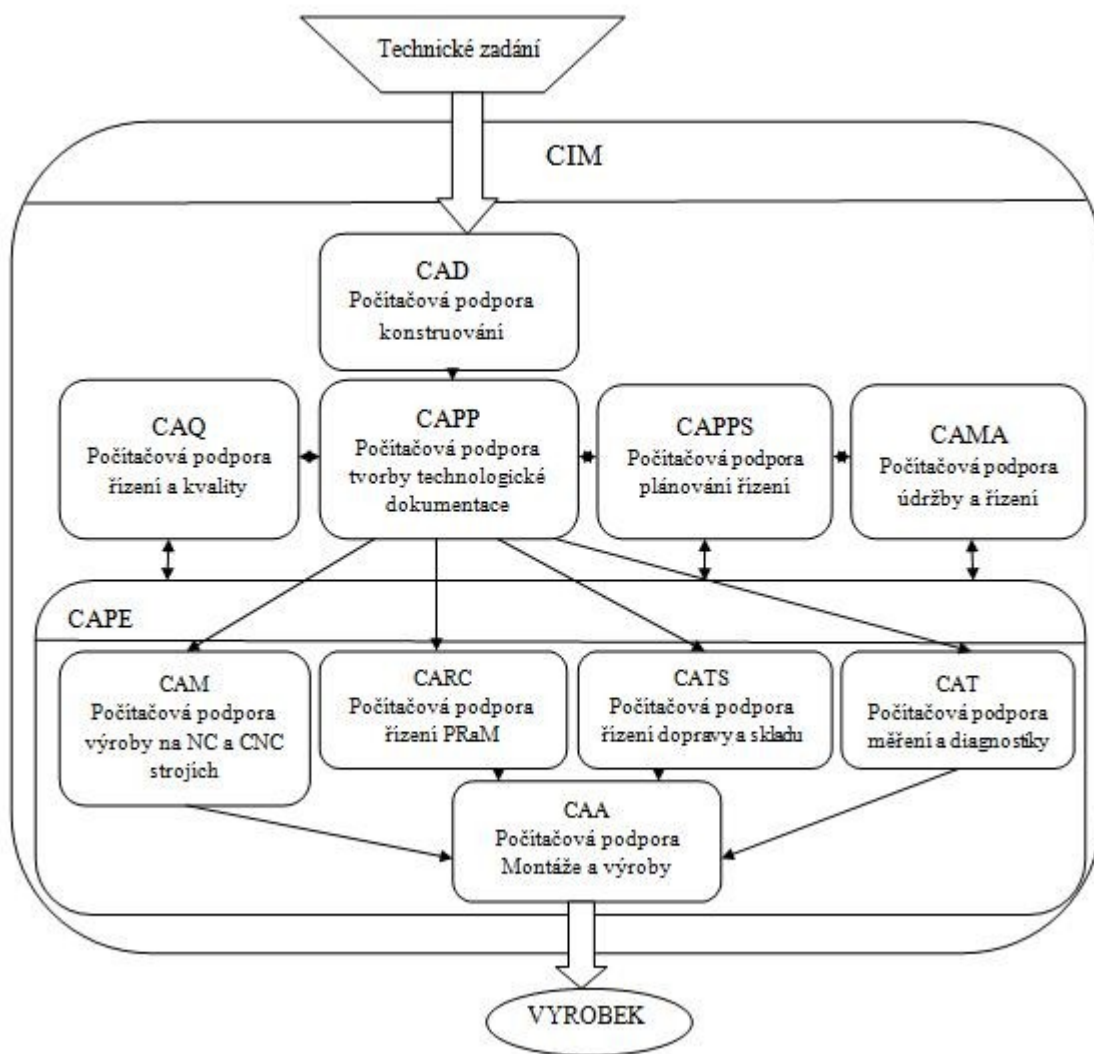 Technické zadání
CIM
CAD
Počítačová podpora
konstruování
CAQ
Počítačová podpora
řízení a kvality
CAPP
Počítačová podpora
tvorby technologické
dokumentace
CAPPS
Počítačová podpora
plánování řízení
CAMA
Počítačová podpora
údržby a řízení
CAPE
CAM
Počítačová podpora
výroby na NC a CNC
strojích
CARC
Počítačová podpora
řízení PRaM
CATS
Počítačová podpora
řízení dopravy a skladu
CAT
Počítačová podpora
měření a diagnostiky
CAA
Počítačová podpora
Montáže a výroby
VÝROBEK